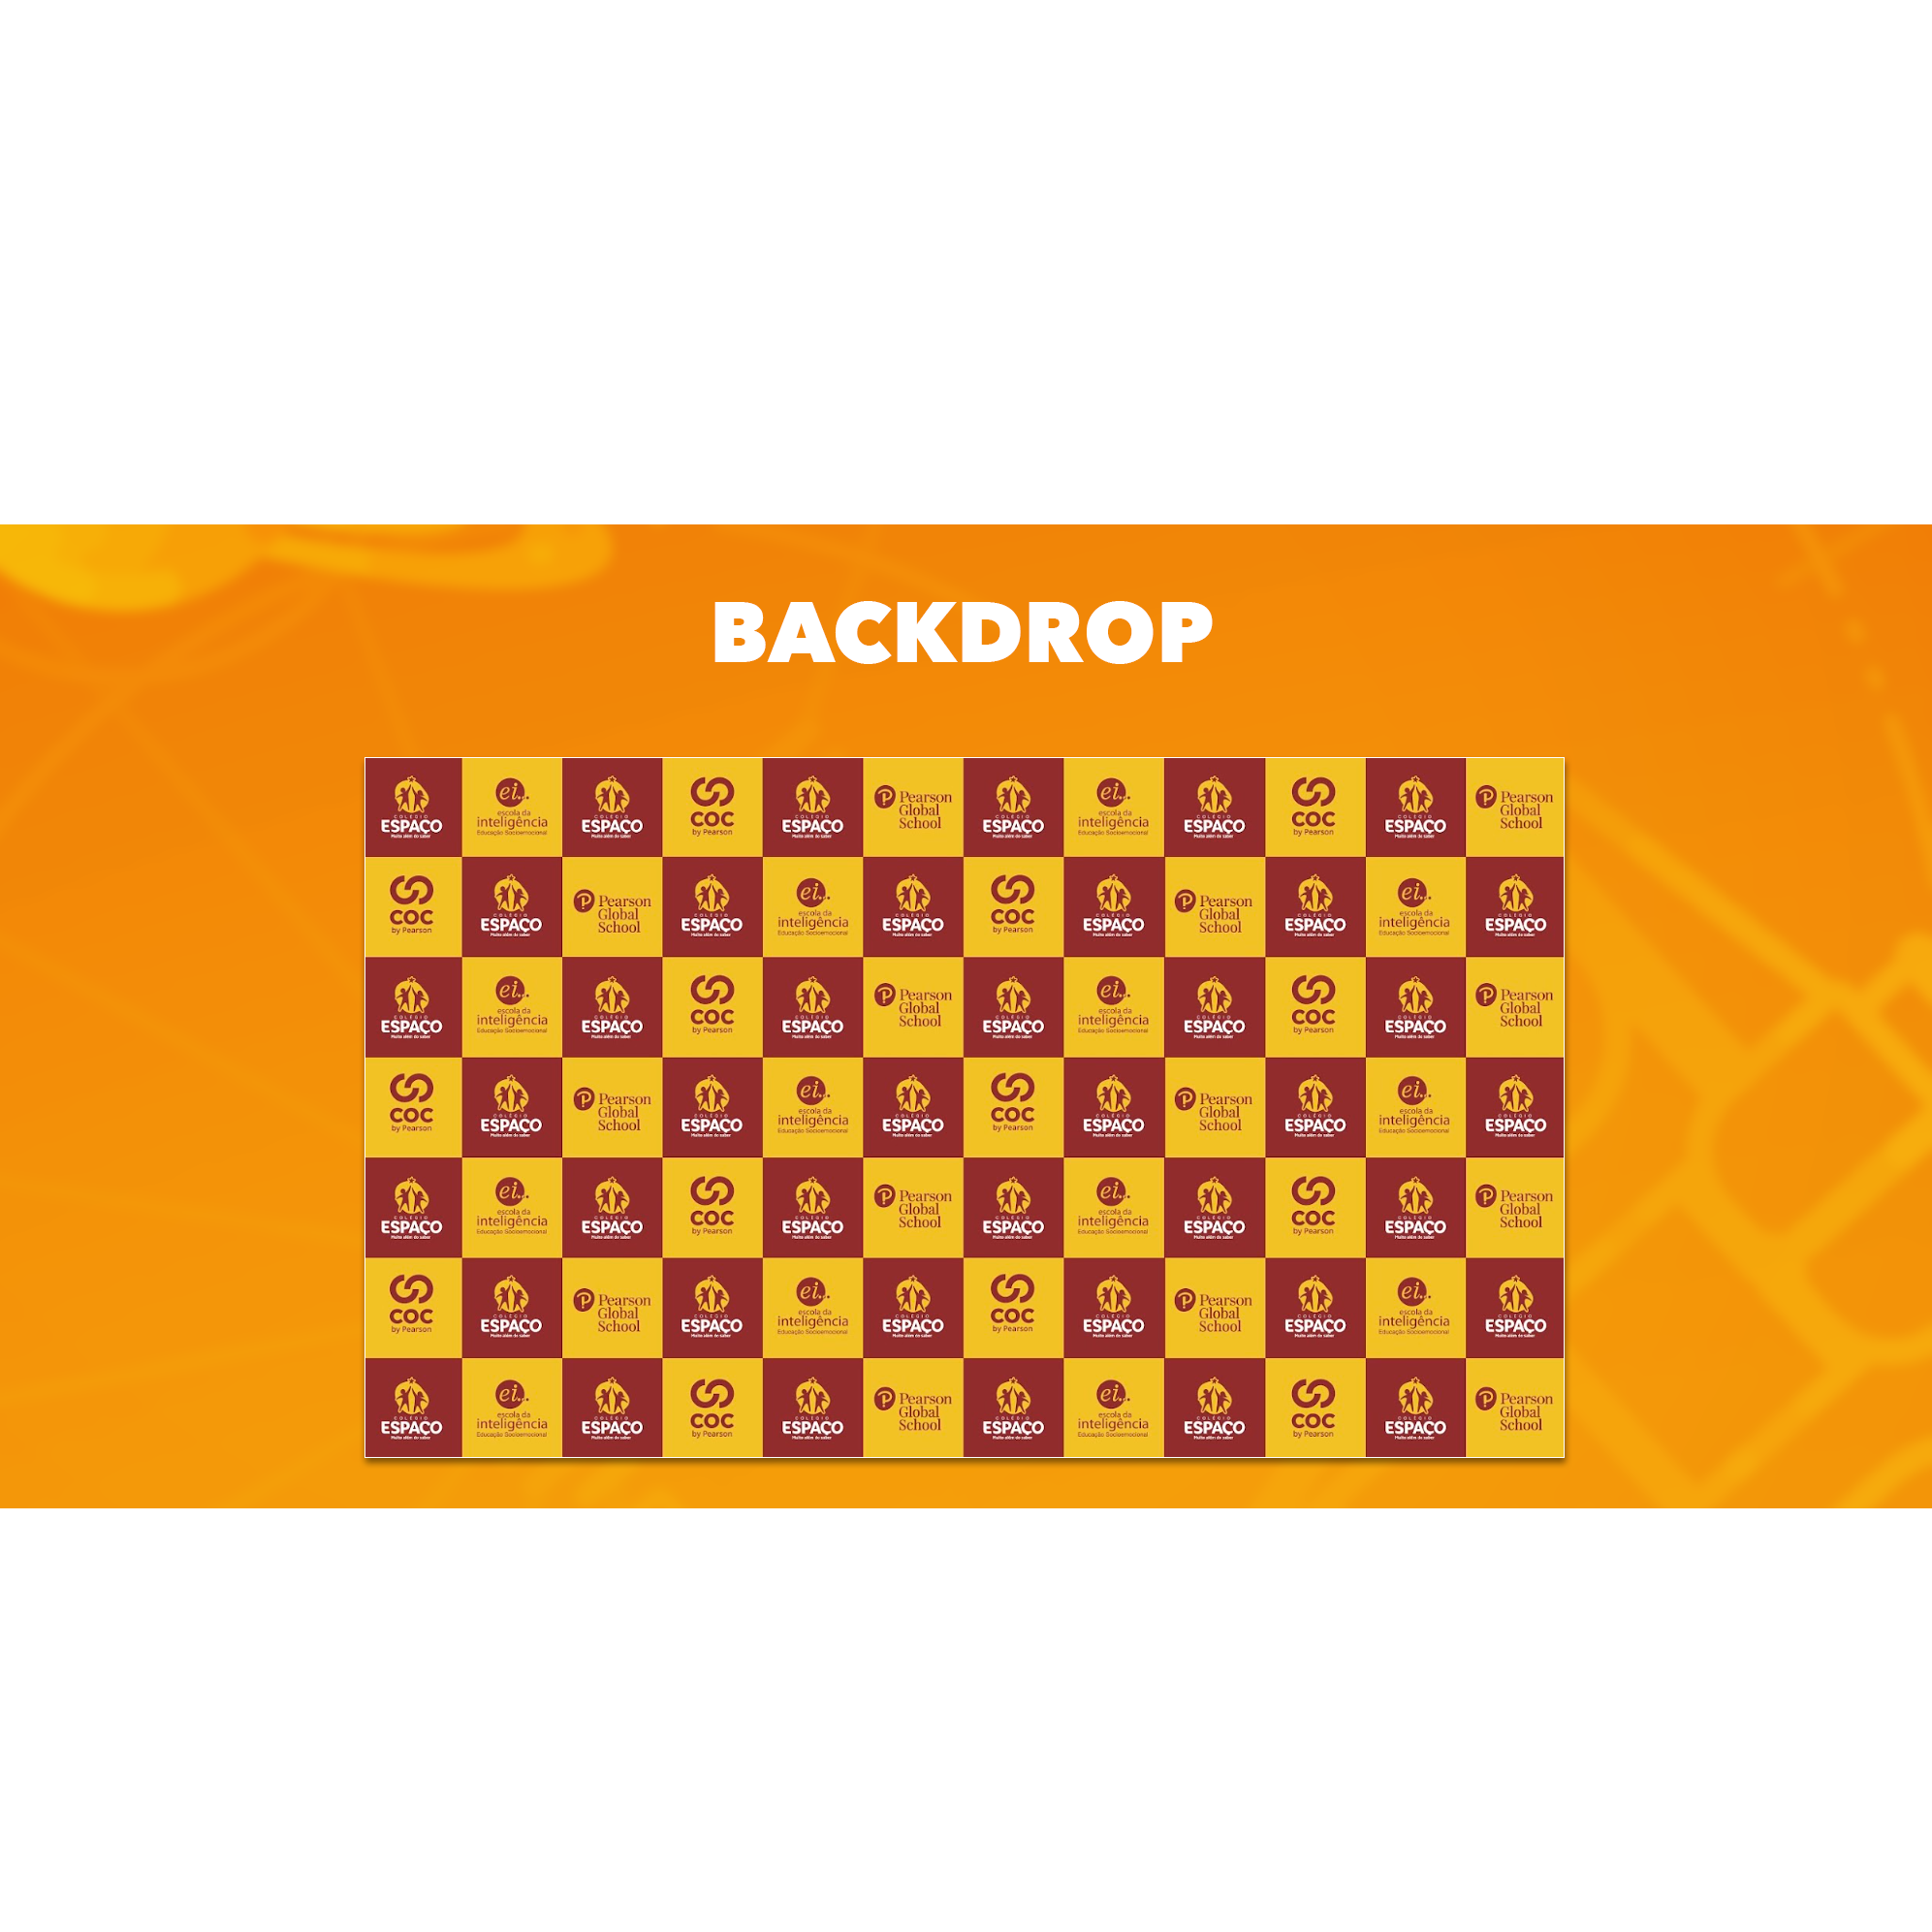 BACKDROP
COLÉGIO ESPAÇO Muito além do saber ei... escola da inteligência Educação Socioemocional COLÉGIO ESPAÇO Muito além do saber COC by Pearson COLÉGIO ESPAÇO Muito além do saber Pearson Global School COLÉGIO ESPAÇO Muito além do saber ei... escola da inteligência Educação Socioemocional COLÉGIO ESPAÇO Muito além do saber COC by Pearson COLÉGIO ESPAÇO Muito além do saber Pearson Global School
COC by Pearson COLÉGIO ESPAÇO Muito além do saber Pearson Global School COLÉGIO ESPAÇO Muito além do saber ei... escola da inteligência Educação Socioemocional COLÉGIO ESPAÇO Muito além do saber COC by Pearson COLÉGIO ESPAÇO Muito além do saber Pearson Global School COLÉGIO ESPAÇO Muito além do saber ei... escola da inteligência Educação Socioemocional COLÉGIO ESPAÇO Muito além do saber
COLÉGIO ESPAÇO Muito além do saber ei... escola da inteligência Educação Socioemocional COLÉGIO ESPAÇO Muito além do saber COC by Pearson COLÉGIO ESPAÇO Muito além do saber Pearson Global School COLÉGIO ESPAÇO Muito além do saber ei... escola da inteligência Educação Socioemocional COLÉGIO ESPAÇO Muito além do saber COC by Pearson COLÉGIO ESPAÇO Muito além do saber Pearson Global School
COC by Pearson COLÉGIO ESPAÇO Muito além do saber Pearson Global School COLÉGIO ESPAÇO Muito além do saber ei... escola da inteligência Educação Socioemocional COLÉGIO ESPAÇO Muito além do saber COC by Pearson COLÉGIO ESPAÇO Muito além do saber Pearson Global School COLÉGIO ESPAÇO Muito além do saber ei... escola da inteligência Educação Socioemocional COLÉGIO ESPAÇO Muito além do saber
COLÉGIO ESPAÇO Muito além do saber ei... escola da inteligência Educação Socioemocional COLÉGIO ESPAÇO Muito além do saber COC by Pearson COLÉGIO ESPAÇO Muito além do saber Pearson Global School COLÉGIO ESPAÇO Muito além do saber ei... escola da inteligência Educação Socioemocional COLÉGIO ESPAÇO Muito além do saber COC by Pearson COLÉGIO ESPAÇO Muito além do saber Pearson Global School
COC by Pearson COLÉGIO ESPAÇO Muito além do saber Pearson Global School COLÉGIO ESPAÇO Muito além do saber ei... escola da inteligência Educação Socioemocional COLÉGIO ESPAÇO Muito além do saber COC by Pearson COLÉGIO ESPAÇO Muito além do saber Pearson Global School COLÉGIO ESPAÇO Muito além do saber ei... escola da inteligência Educação Socioemocional COLÉGIO ESPAÇO Muito além do saber
COLÉGIO ESPAÇO Muito além do saber ei... escola da inteligência Educação Socioemocional COLÉGIO ESPAÇO Muito além do saber COC by Pearson COLÉGIO ESPAÇO Muito além do saber Pearson Global School COLÉGIO ESPAÇO Muito além do saber ei... escola da inteligência Educação Socioemocional COLÉGIO ESPAÇO Muito além do saber COC by Pearson COLÉGIO ESPAÇO Muito além do saber Pearson Global School